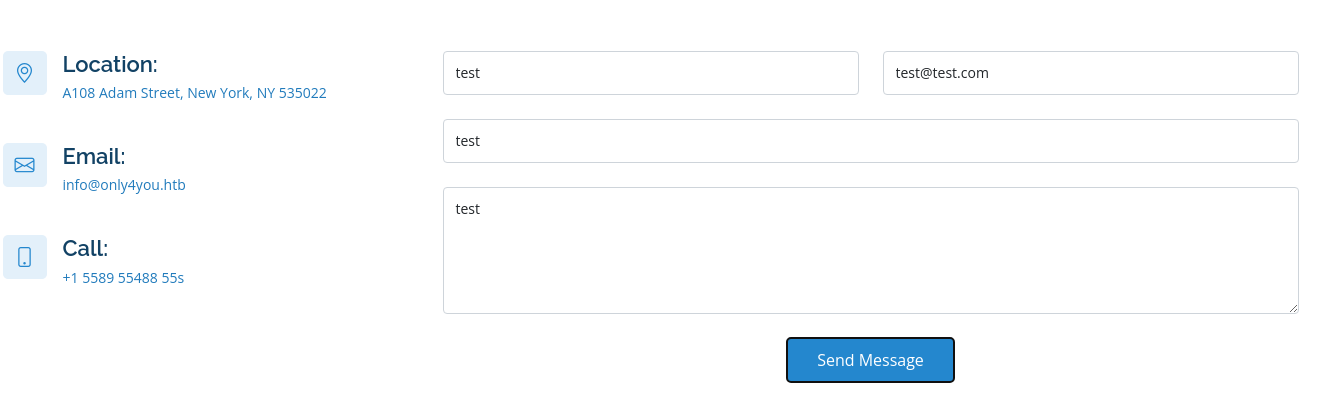 Location:
A108 Adam Street, New York, NY 535022
Email:
info@only4you.htb
Call:
+1 5589 55488 55s
test
test@test.com
test
test
Send Message